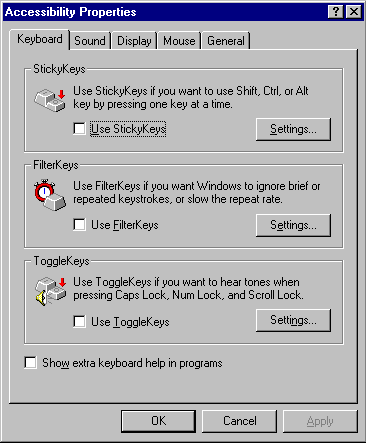 Accessibility Properties
Keyboard Sound Display Mouse General
StickyKeys
Use StickyKeys if you want to use Shift, Ctrl, or Alt
key by pressing one key at a time.
Use StickyKeys Settings...
FilterKeys
Use FilterKeys if you want Windows to ignore brief or
repeated keystrokes, or slow the repeat rate.
Use FilterKeys Settings...
ToggleKeys
Use ToggleKeys if you want to hear tones when
pressing Caps Lock, Num Lock, and Scroll Lock.
Use ToggleKeys Settings...
Show extra keyboard help in programs
OK Cancel Apply